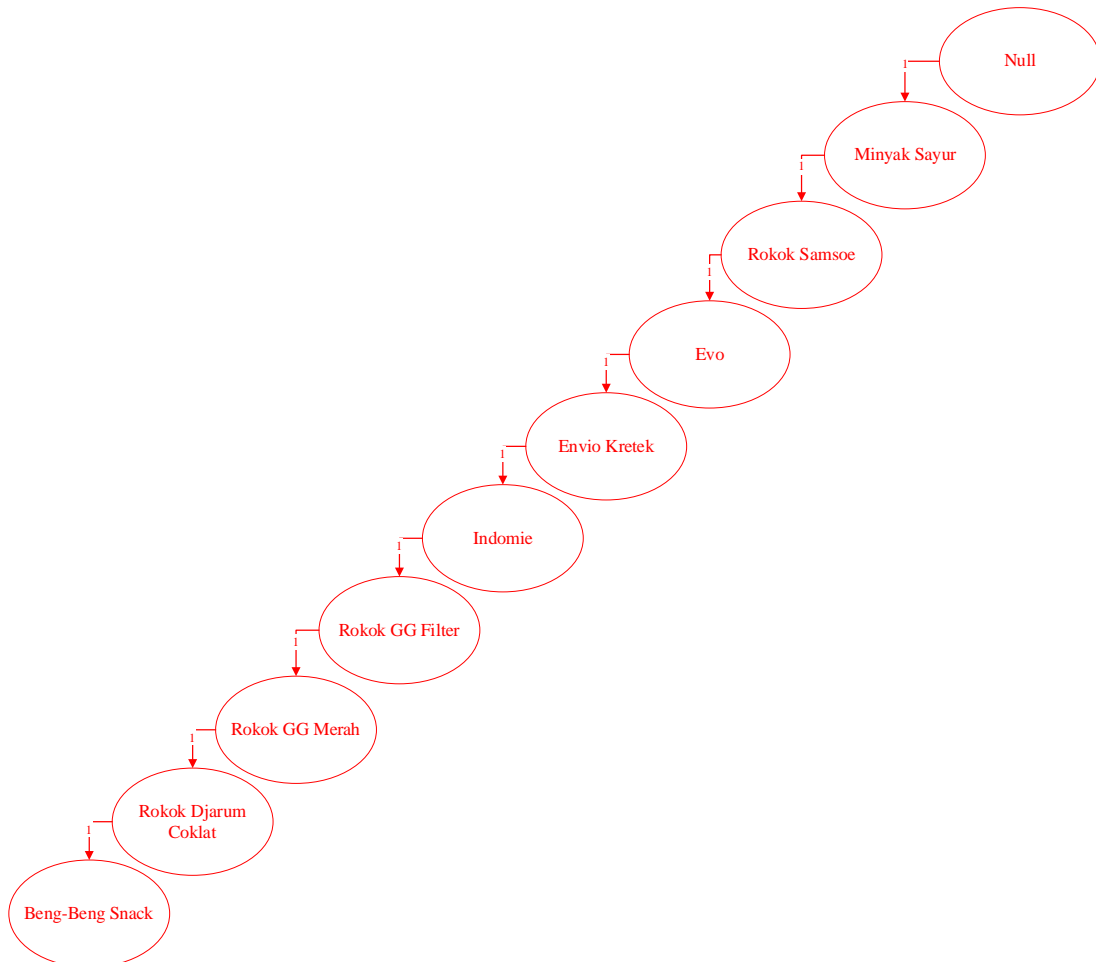 Null
1
Minyak Sayur
1
Rokok Samsoe
1
Evo
1
Envio Kretek
1
Indomie
1
Rokok GG Filter
1
Rokok GG Merah
1
Rokok Djarum
Coklat
1
Beng-Beng Snack